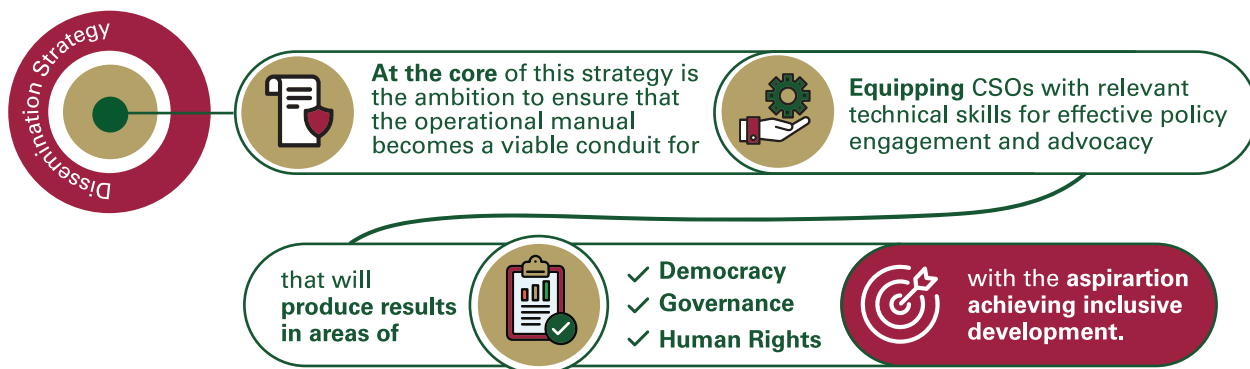 Dissemination Strategy
At the core of this strategy is
the ambition to ensure that
the operational manual
becomes a viable conduit for
Equipping CSOs with relevant
technical skills for effective policy
engagement and advocacy
that will
produce results
in areas of
Democracy
Governance
Human Rights
with the aspirartion
achieving inclusive
development.